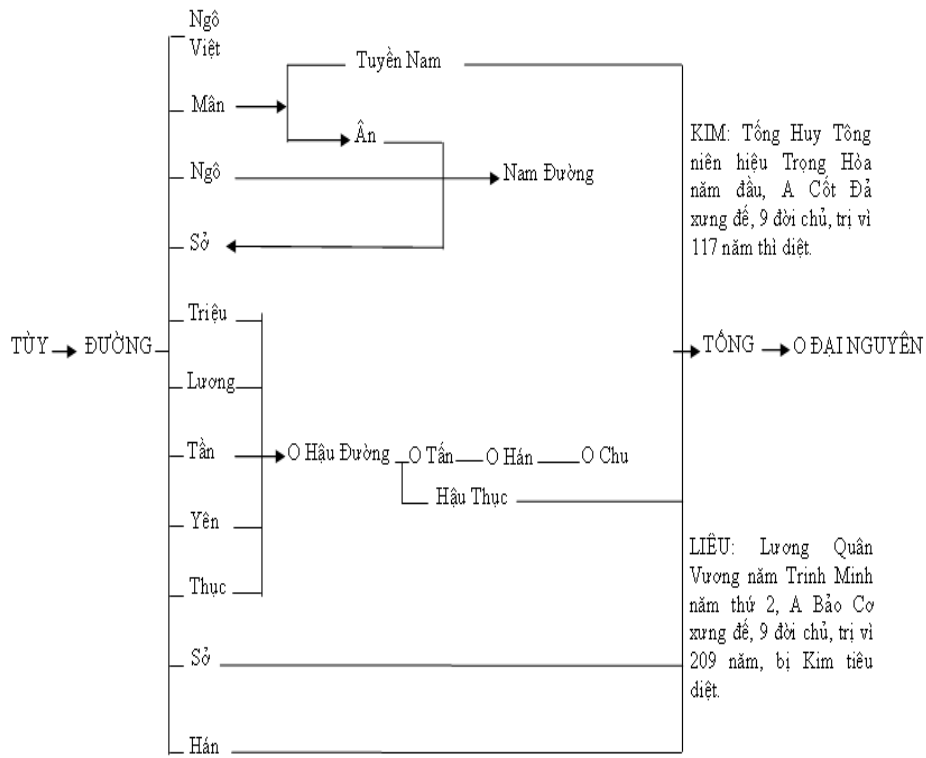 Ngô
Việt
Tuyền Nam
Mân
Ân
Ngô
Nam Đường
Sở
KIM: Tống Huy Tông
niên hiệu Trọng Hòa
năm đầu, A Cốt Đả
xưng đế, 9 đời chủ, trị vì
117 năm thì diệt.
Triệu
TÙY
ĐƯỜNG
TỐNG
O ĐẠI NGUYÊN
Lương
Tần
O Hậu Đường
O Tấn
O Hán
O Chu
Hậu Thục
Yên
Thục
LIÊU: Lương Quân
Vương năm Trinh Minh
năm thứ 2, A Bảo Cơ
xưng đế, 9 đời chủ, trị vì
209 năm, bị Kim tiêu
diệt.
Sở
Hán